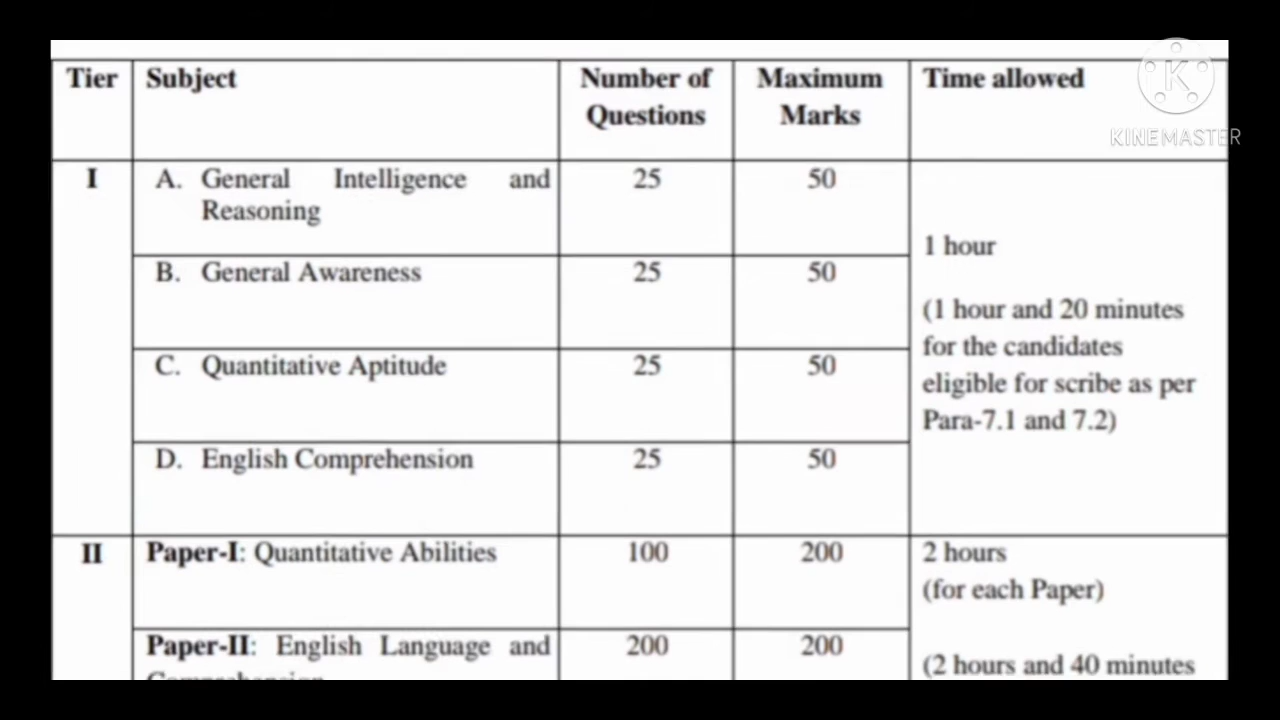 Tier Subject Number of Questions Maximum Marks Time allowed
KINEMASTER
I A. General Intelligence and Reasoning 25 50
B. General Awareness 25 50
C. Quantitative Aptitude 25 50
D. English Comprehension 25 50
1 hour
(1 hour and 20 minutes
for the candidates
eligible for scribe as per
Para-7.1 and 7.2)
II Paper-I: Quantitative Abilities 100 200
Paper-II: English Language and 200 200
2 hours
(for each Paper)
(2 hours and 40 minutes